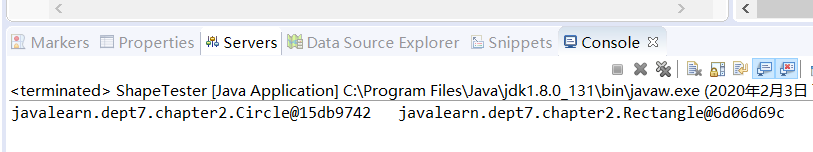 Markers Properties Servers Data Source Explorer Snippets Console
<terminated> ShapeTester [Java Application] C:\Program Files\Java\jdk1.8.0_131\bin\javaw.exe (2020年2月3日
javalearn.dept7.chapter2.Circle@15db9742 javalearn.dept7.chapter2.Rectangle@6d06d69c